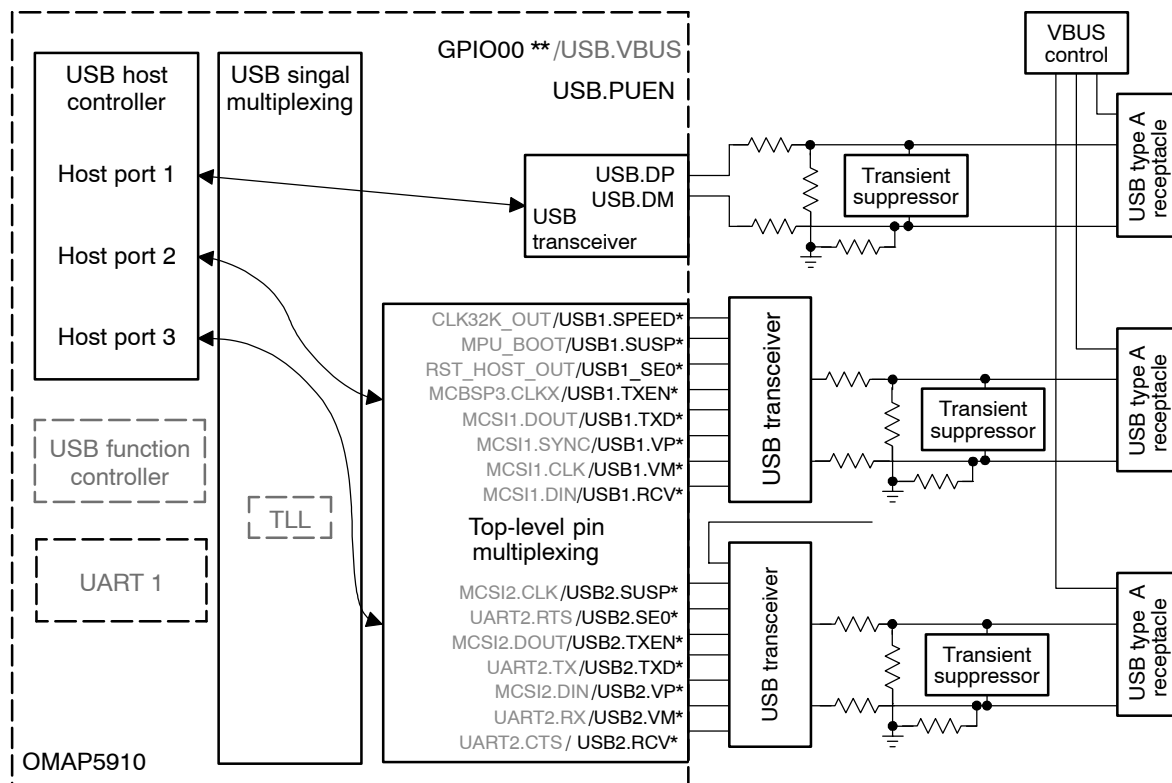 GPIO00 **/USB.VBUS
USB.PUEN
VBUS
control
USB host
controller
Host port 1
Host port 2
Host port 3
USB singal
multiplexing
USB.DP
USB.DM
USB
transceiver
Transient
suppressor
USB type A
receptacle
CLK32K_OUT/USB1.SPEED*
MPU_BOOT/USB1.SUSP*
RST_HOST_OUT/USB1_SE0*
MCBSP3.CLKX/USB1.TXEN*
MCSI1.DOUT/USB1.TXD*
MCSI1.SYNC/USB1.VP*
MCSI1.CLK/USB1.VM*
MCSI1.DIN/USB1.RCV*
USB transceiver
Transient
suppressor
USB type A
receptacle
USB function
controller
TLL
UART 1
Top-level pin
multiplexing
MCSI2.CLK/USB2.SUSP*
UART2.RTS/USB2.SE0*
MCSI2.DOUT/USB2.TXEN*
UART2.TX/USB2.TXD*
MCSI2.DIN/USB2.VP*
UART2.RX/USB2.VM*
UART2.CTS/ USB2.RCV*
USB transceiver
Transient
suppressor
USB type A
receptacle
OMAP5910